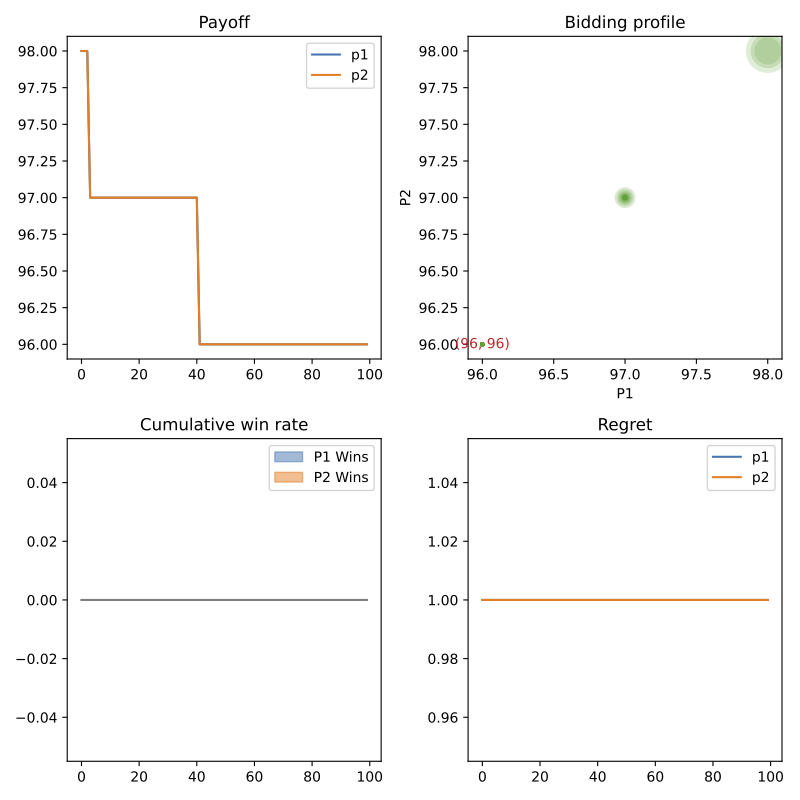 Payoff
98.00
97.75
97.50
97.25
97.00
96.75
96.50
96.25
96.00
0 20 40 60 80 100
p1
p2
Bidding profile
P2
98.00
97.75
97.50
97.25
97.00
96.75
96.50
96.25
96.00
(96, 96)
96.0 96.5 97.0 97.5 98.0
P1
Cumulative win rate
P1 Wins
P2 Wins
0.04
0.02
0.00
−0.02
−0.04
0 20 40 60 80 100
Regret
p1
p2
1.04
1.02
1.00
0.98
0.96
0 20 40 60 80 100